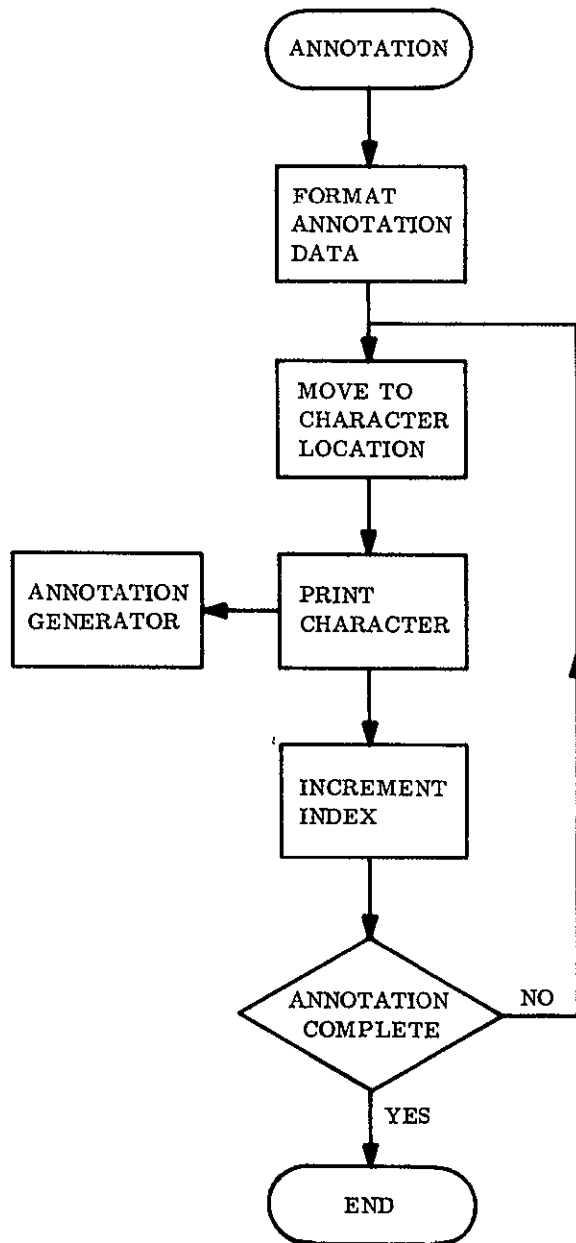 ANNOTATION
FORMAT
ANNOTATION
DATA
MOVE TO
CHARACTER
LOCATION
ANNOTATION
GENERATOR
PRINT
CHARACTER
INCREMENT
INDEX
ANNOTATION
COMPLETE
NO
YES
END